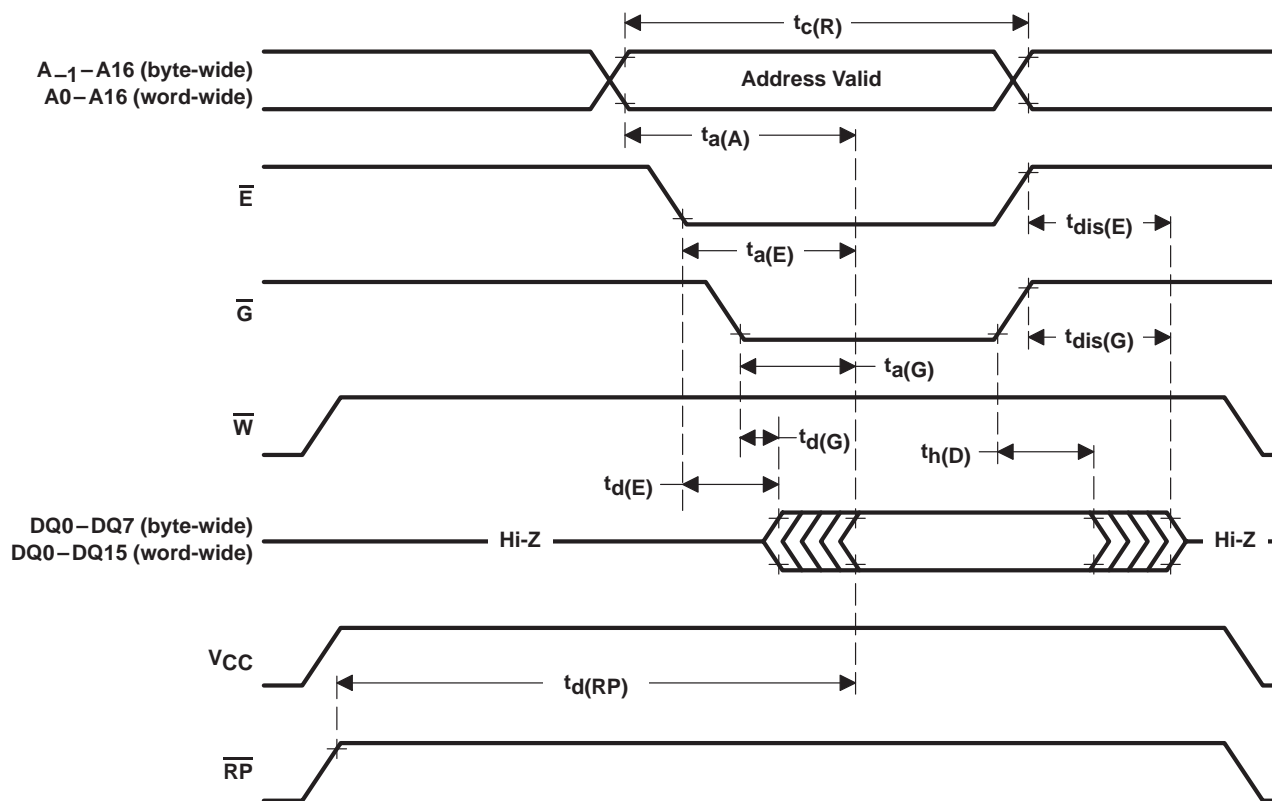 tc(R)
A–1–A16 (byte-wide)
A0–A16 (word-wide)
Address Valid
ta(A)
E
tdis(E)
ta(E)
G
tdis(G)
ta(G)
W
td(G)
th(D)
td(E)
DQ0–DQ7 (byte-wide)
DQ0–DQ15 (word-wide)
Hi-Z
Hi-Z
VCC
td(RP)
RP